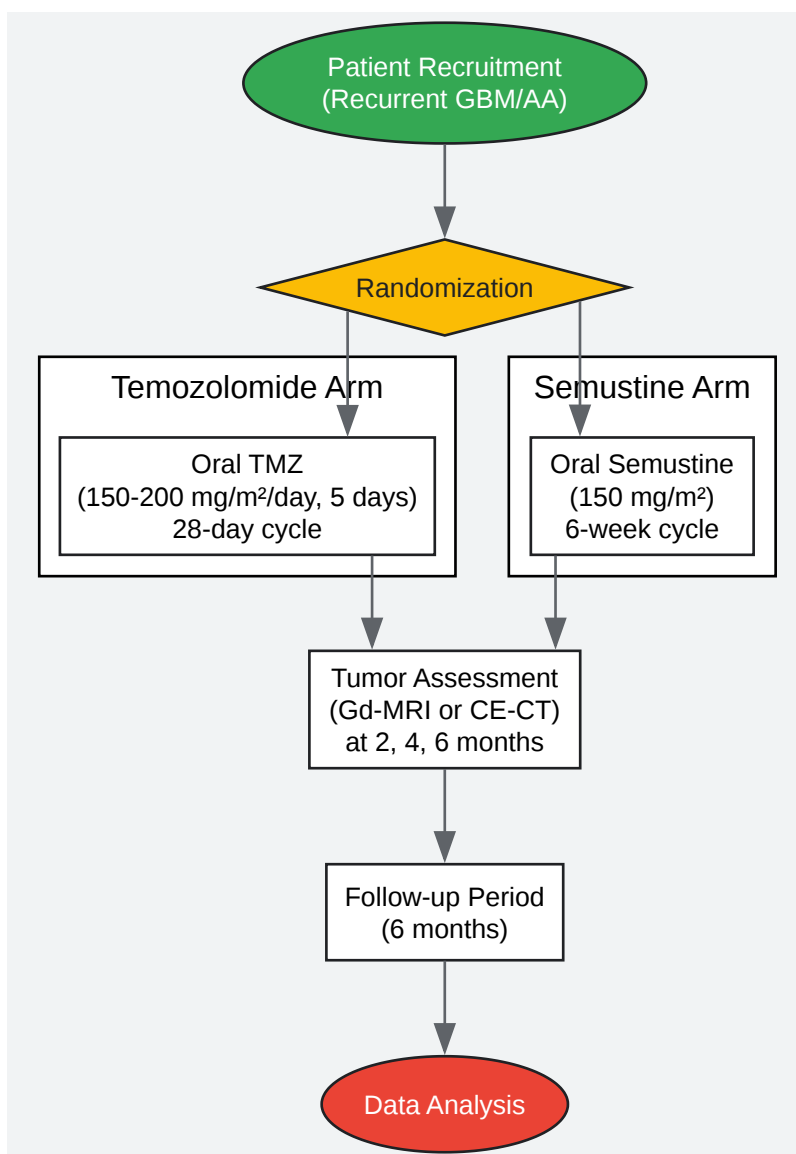 Patient Recruitment
(Recurrent GBM/AA)
Randomization
Temozolomide Arm
Oral TMZ
(150-200 mg/m²/day, 5 days)
28-day cycle
Semustine Arm
Oral Semustine
(150 mg/m²)
6-week cycle
Tumor Assessment
(Gd-MRI or CE-CT)
at 2, 4, 6 months
Follow-up Period
(6 months)
Data Analysis